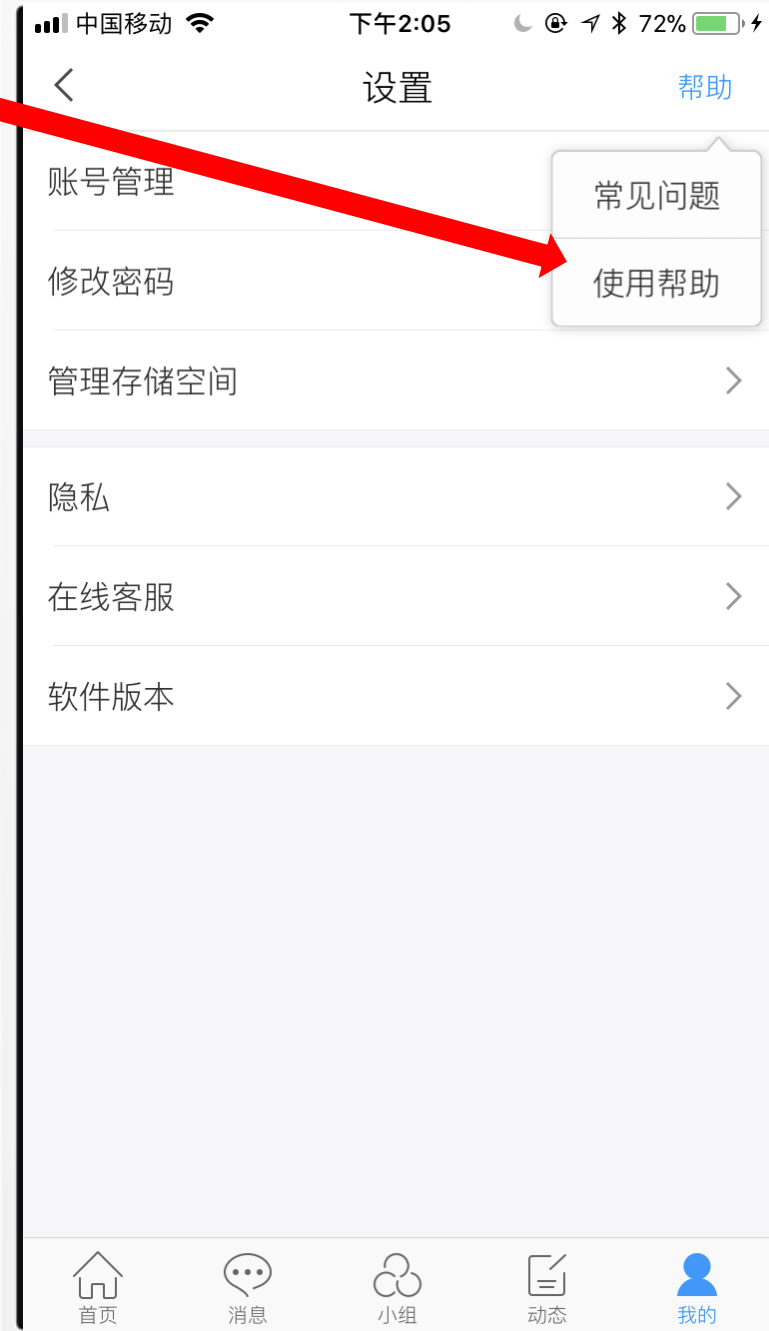 中国移动 下午2:05 72%
设置 帮助
账号管理
常见问题
修改密码
使用帮助
管理存储空间
隐私
在线客服
软件版本
首页 消息 小组 动态 我的